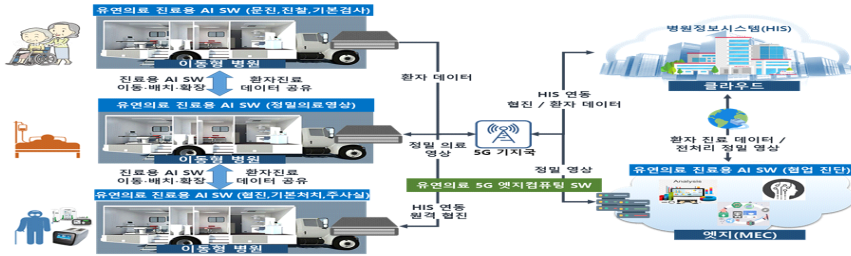 유연의료 진료용 AI SW (문진,진찰,기본검사)
이동형 병원
진료용 AI SW
이동·배치·확장
환자진료
데이터 공유
유연의료 진료용 AI SW (정밀의료영상)
이동형 병원
진료용 AI SW
이동·배치·확장
환자진료
데이터 공유
유연의료 진료용 AI SW (협진,기본처치,주사실)
이동형 병원
환자 데이터
정밀 의료
영상
HIS 연동
원격 협진
5G 기지국
유연의료 5G 엣지컴퓨팅 SW
HIS 연동
협진 / 환자 데이터
정밀 영상
병원정보시스템(HIS)
클라우드
환자 진료 데이터 /
전처리 정밀 영상
유연의료 진료용 AI SW (협업 진단)
Analysis
엣지(MEC)